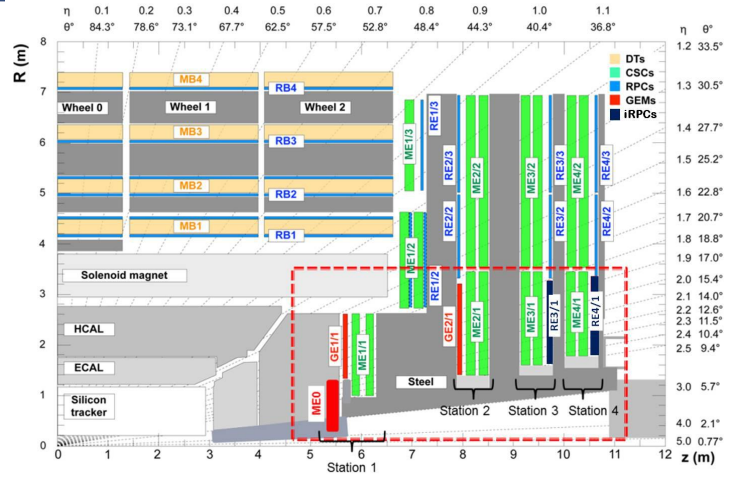 η 0.1 0.2 0.3 0.4 0.5 0.6 0.7 0.8 0.9 1.0 1.1
θ° 84.3° 78.6° 73.1° 67.7° 62.5° 57.5° 52.8° 48.4° 44.3° 40.4° 36.8° η θ°
R (m)
8
7
6
5
4
3
2
1
0
1.2 33.5°
1.3 30.5°
1.4 27.7°
1.5 25.2°
1.6 22.8°
1.7 20.7°
1.8 18.8°
1.9 17.0°
2.0 15.4°
2.1 14.0°
2.2 12.6°
2.3 11.5°
2.4 10.4°
2.5 9.4°
3.0 5.7°
4.0 2.1°
5.0 0.77°
DTs
CSCs
RPCs
GEMs
iRPCs
MB4
RB4
Wheel 0
Wheel 1
Wheel 2
MB3
RB3
MB2
RB2
MB1
RB1
Solenoid magnet
HCAL
ECAL
Silicon
tracker
Steel
ME1/3
RE1/3
ME1/2
RE1/2
GE1/1
ME1/1
ME0
RE2/3
RE2/2
ME2/2
GE2/1
ME2/1
ME3/2
RE3/3
RE3/2
ME3/1
RE3/1
ME4/2
RE4/3
RE4/2
ME4/1
RE4/1
Station 2
Station 3
Station 4
Station 1
0 1 2 3 4 5 6 7 8 9 10 11 12
z (m)